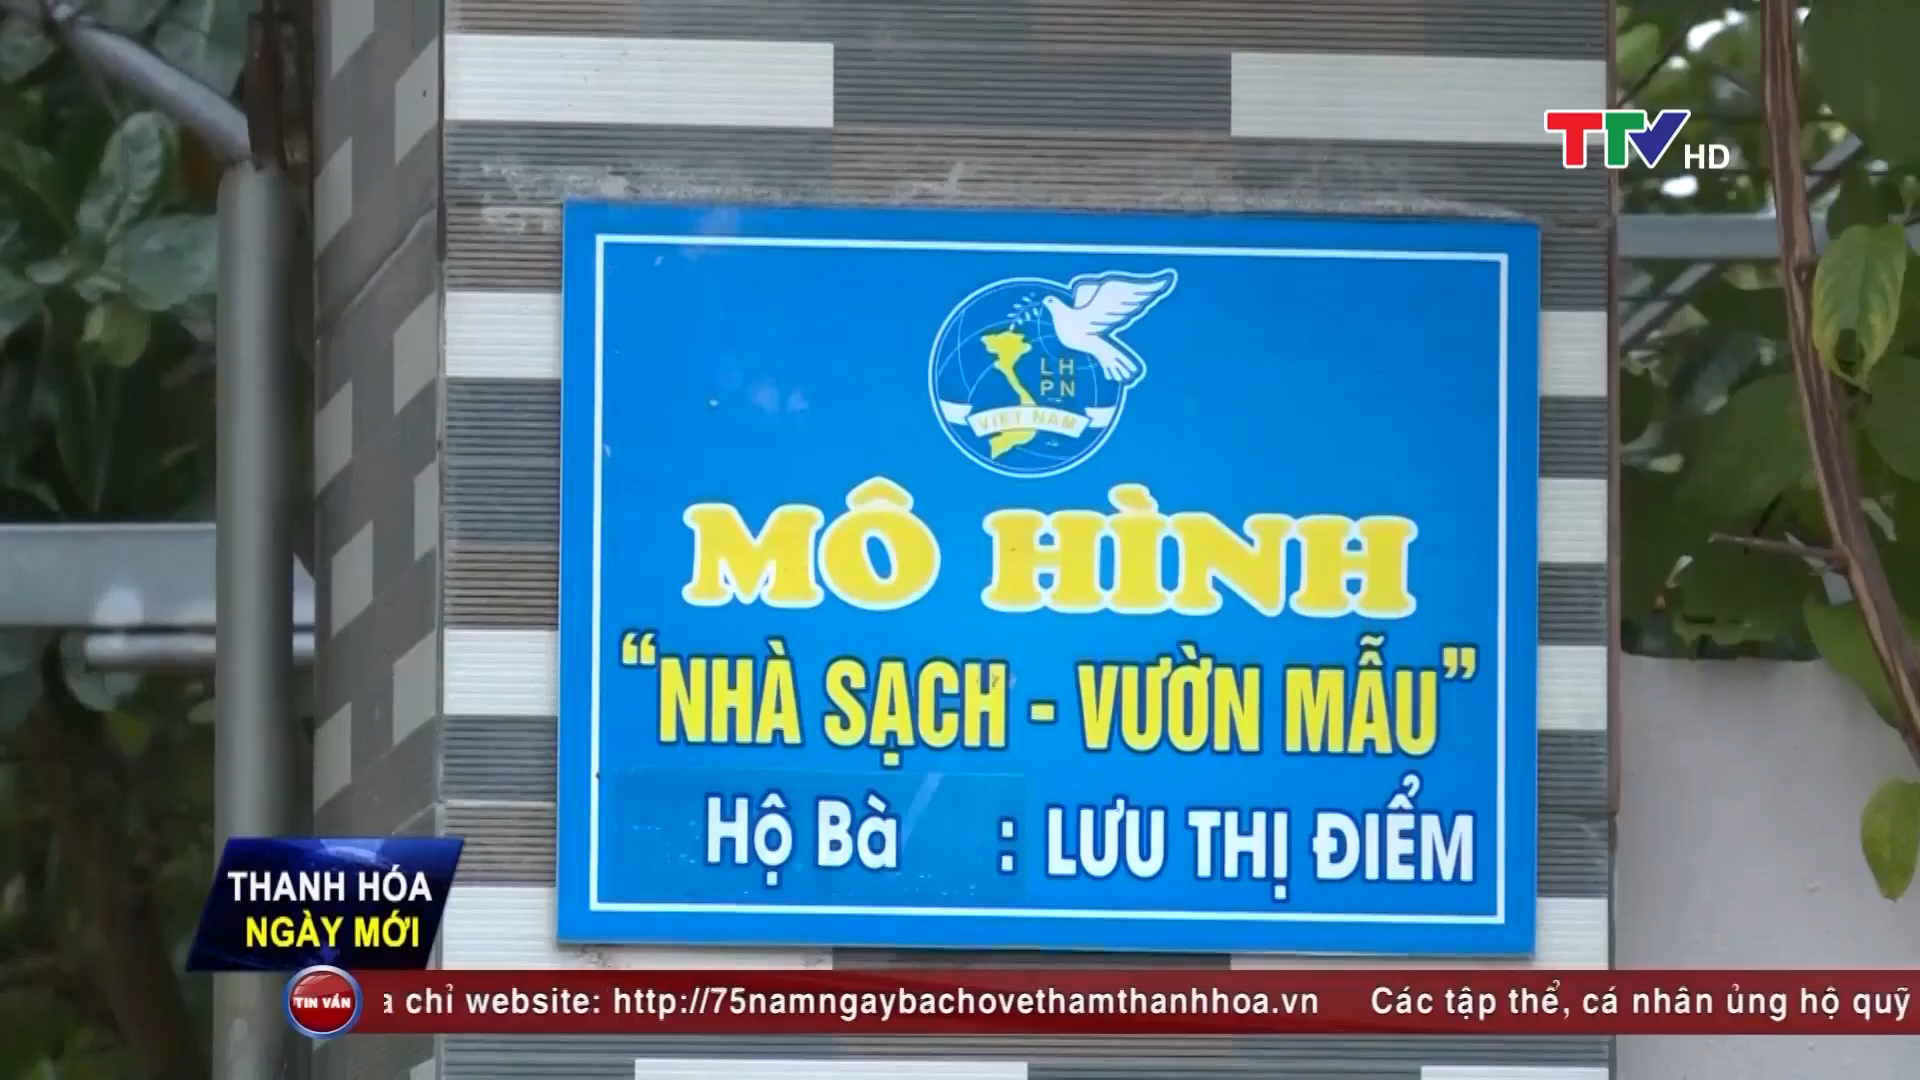 TTV HD
LH
PN
VIỆT NAM
MÔ HÌNH
“NHÀ SẠCH - VƯỜN MẪU”
Hộ Bà : LƯU THỊ ĐIỂM
THANH HÓA
NGÀY MỚI
TIN VẮN
a chỉ website: http://75namngaybachovethamthanhhoa.vn Các tập thể, cá nhân ủng hộ quỹ